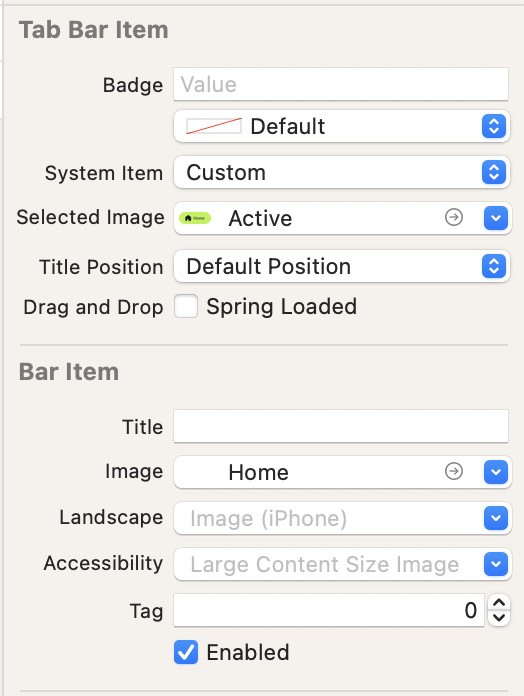 Tab Bar Item
Badge Value
Default
System Item Custom
Selected Image Home Active
Title Position Default Position
Drag and Drop Spring Loaded
Bar Item
Title
Image Home
Landscape Image (iPhone)
Accessibility Large Content Size Image
Tag 0
Enabled